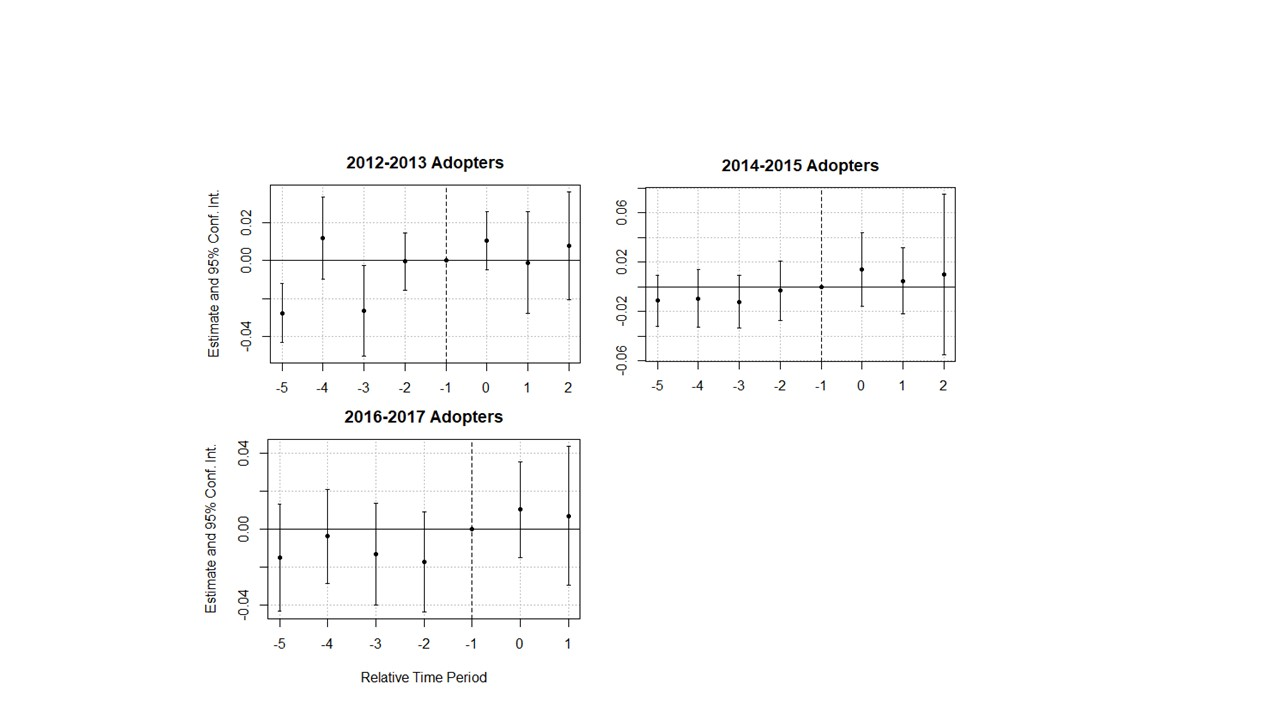 2012-2013 Adopters
Estimate and 95% Conf. Int.
0.02
0.00
-0.04
-5 -4 -3 -2 -1 0 1 2
2014-2015 Adopters
0.06
0.02
-0.02
-0.06
-5 -4 -3 -2 -1 0 1 2
2016-2017 Adopters
Estimate and 95% Conf. Int.
0.04
0.00
-0.04
-5 -4 -3 -2 -1 0 1
Relative Time Period